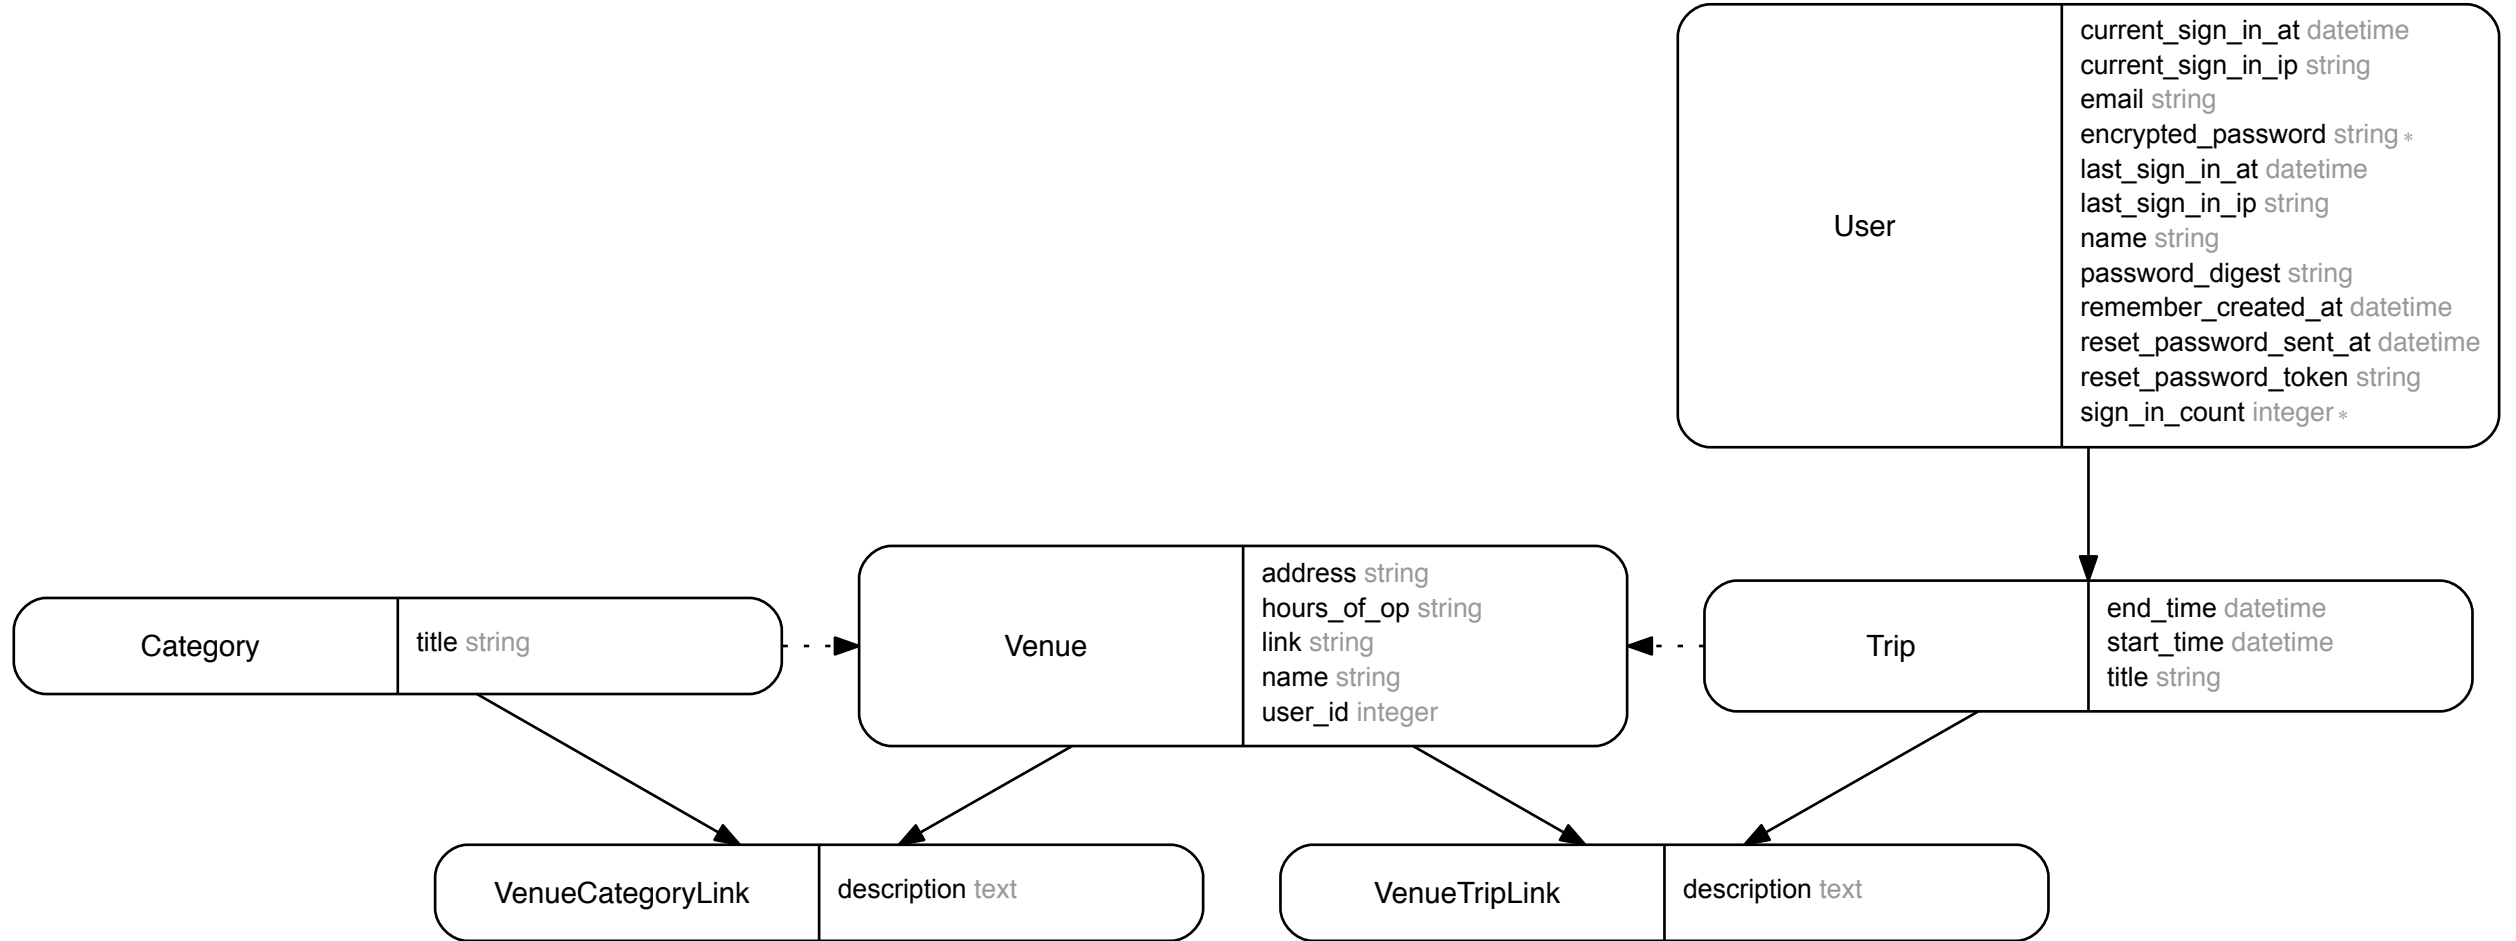 User
current_sign_in_at datetime
current_sign_in_ip string
email string
encrypted_password string *
last_sign_in_at datetime
last_sign_in_ip string
name string
password_digest string
remember_created_at datetime
reset_password_sent_at datetime
reset_password_token string
sign_in_count integer *
Category
title string
Venue
address string
hours_of_op string
link string
name string
user_id integer
Trip
end_time datetime
start_time datetime
title string
VenueCategoryLink
description text
VenueTripLink
description text